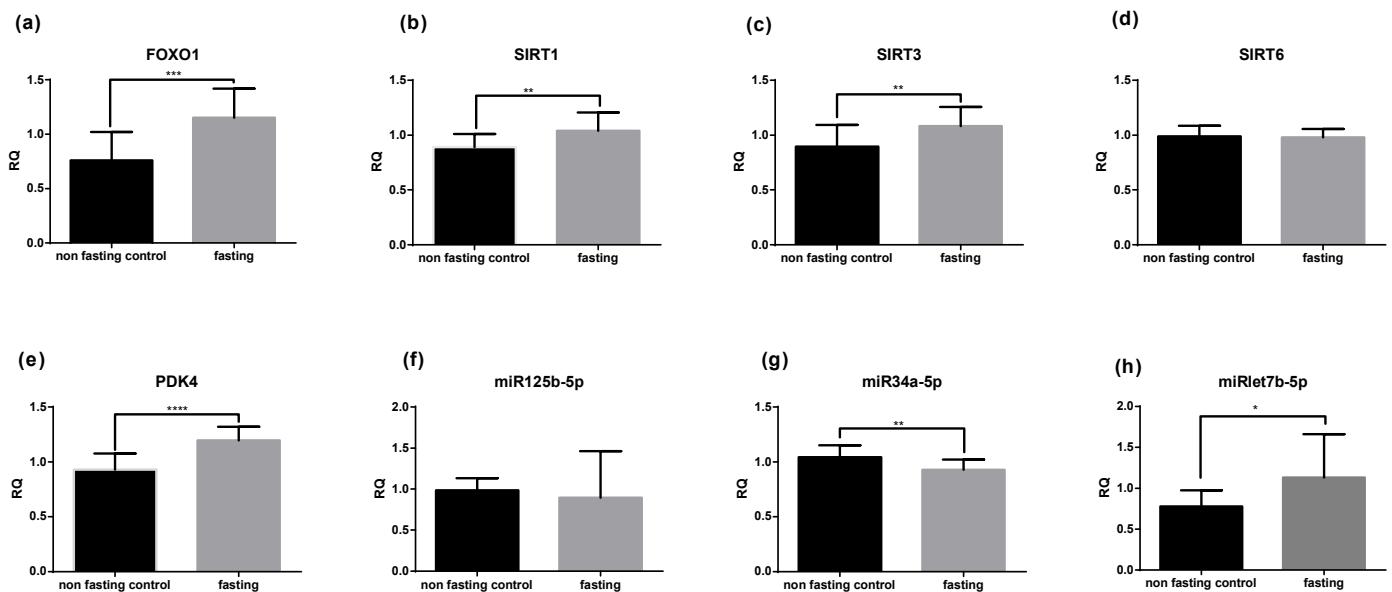 (a)
FOXO1
1.5
***
1.0
RQ
0.5
0.0
non fasting control fasting
(b)
SIRT1
1.5
**
1.0
RQ
0.5
0.0
non fasting control fasting
(c)
SIRT3
1.5
**
1.0
RQ
0.5
0.0
non fasting control fasting
(d)
SIRT6
1.5
1.0
RQ
0.5
0.0
non fasting control fasting
(e)
PDK4
1.5
****
1.0
RQ
0.5
0.0
non fasting control fasting
(f)
miR125b-5p
2.0
1.5
1.0
RQ
0.5
0.0
non fasting control fasting
(g)
miR34a-5p
1.5
**
1.0
RQ
0.5
0.0
non fasting control fasting
(h)
miRlet7b-5p
2.0
*
1.5
1.0
RQ
0.5
0.0
non fasting control fasting